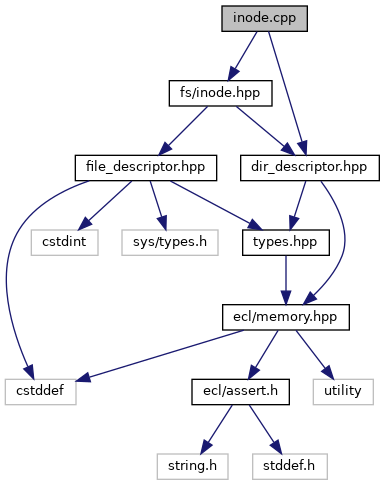 inode.cpp
fs/inode.hpp
file_descriptor.hpp
dir_descriptor.hpp
cstdint
sys/types.h
types.hpp
ecl/memory.hpp
cstddef
ecl/assert.h
utility
string.h
stddef.h